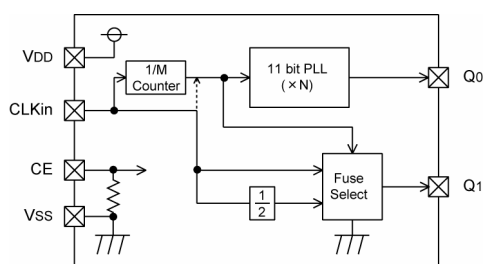 VDD
1/M
Counter
11 bit PLL
(×N)
Q0
CLKin
CE
Fuse
Select
Q1
1
2
VSS